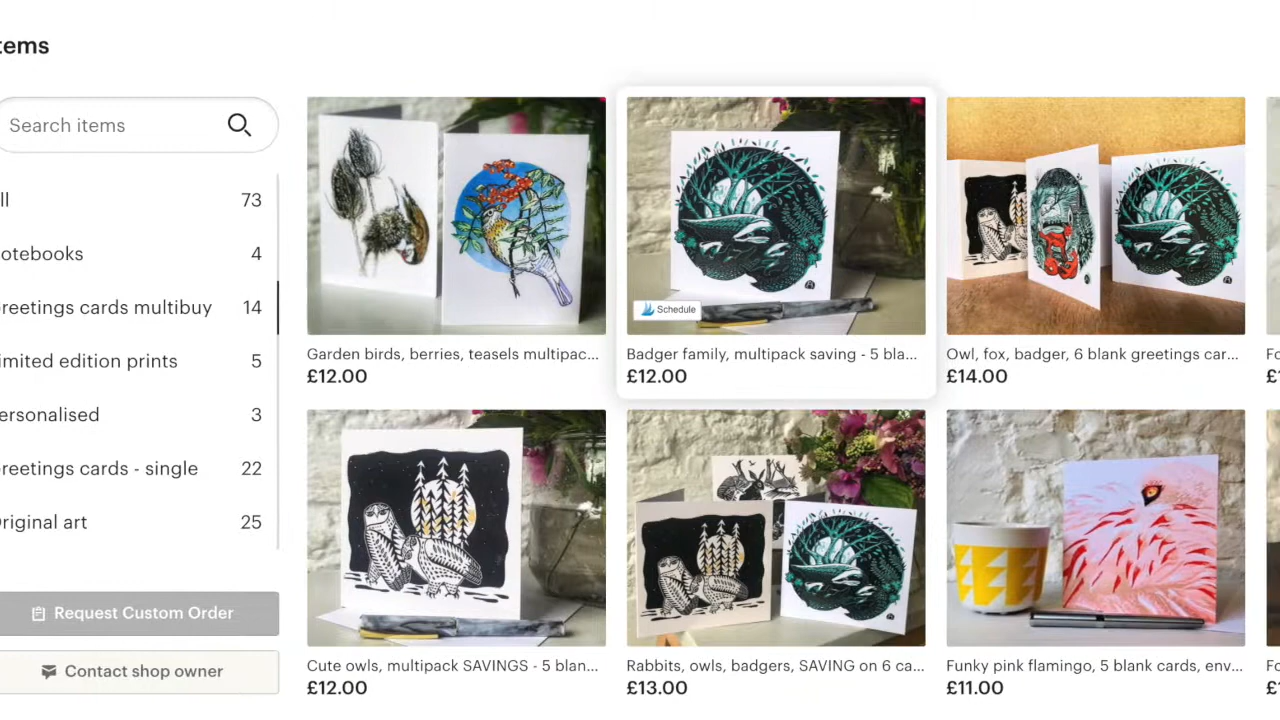 tems
Search items
ll 73
otebooks 4
reetings cards multibuy 14
imited edition prints 5
ersonalised 3
reetings cards - single 22
riginal art 25
Request Custom Order
Contact shop owner
Garden birds, berries, teasels multipac...
£12.00
Schedule
Badger family, multipack saving - 5 bla...
£12.00
Owl, fox, badger, 6 blank greetings car...
£14.00
Fo
£1
Cute owls, multipack SAVINGS - 5 blan...
£12.00
Rabbits, owls, badgers, SAVING on 6 ca...
£13.00
Funky pink flamingo, 5 blank cards, env...
£11.00
Fo
£1